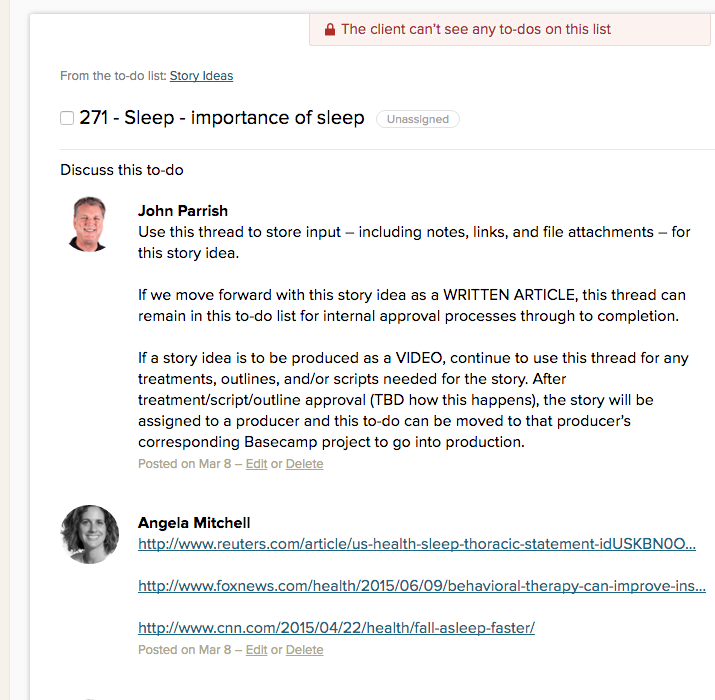 The client can't see any to-dos on this list
From the to-do list: Story Ideas
271 - Sleep - importance of sleep Unassigned
Discuss this to-do
John Parrish
Use this thread to store input – including notes, links, and file attachments – for
this story idea.
If we move forward with this story idea as a WRITTEN ARTICLE, this thread can
remain in this to-do list for internal approval processes through to completion.
If a story idea is to be produced as a VIDEO, continue to use this thread for any
treatments, outlines, and/or scripts needed for the story. After
treatment/script/outline approval (TBD how this happens), the story will be
assigned to a producer and this to-do can be moved to that producer's
corresponding Basecamp project to go into production.
Posted on Mar 8 – Edit or Delete
Angela Mitchell
http://www.reuters.com/article/us-health-sleep-thoracic-statement-idUSKBN0O...
http://www.foxnews.com/health/2015/06/09/behavioral-therapy-can-improve-ins...
http://www.cnn.com/2015/04/22/health/fall-asleep-faster/
Posted on Mar 8 – Edit or Delete